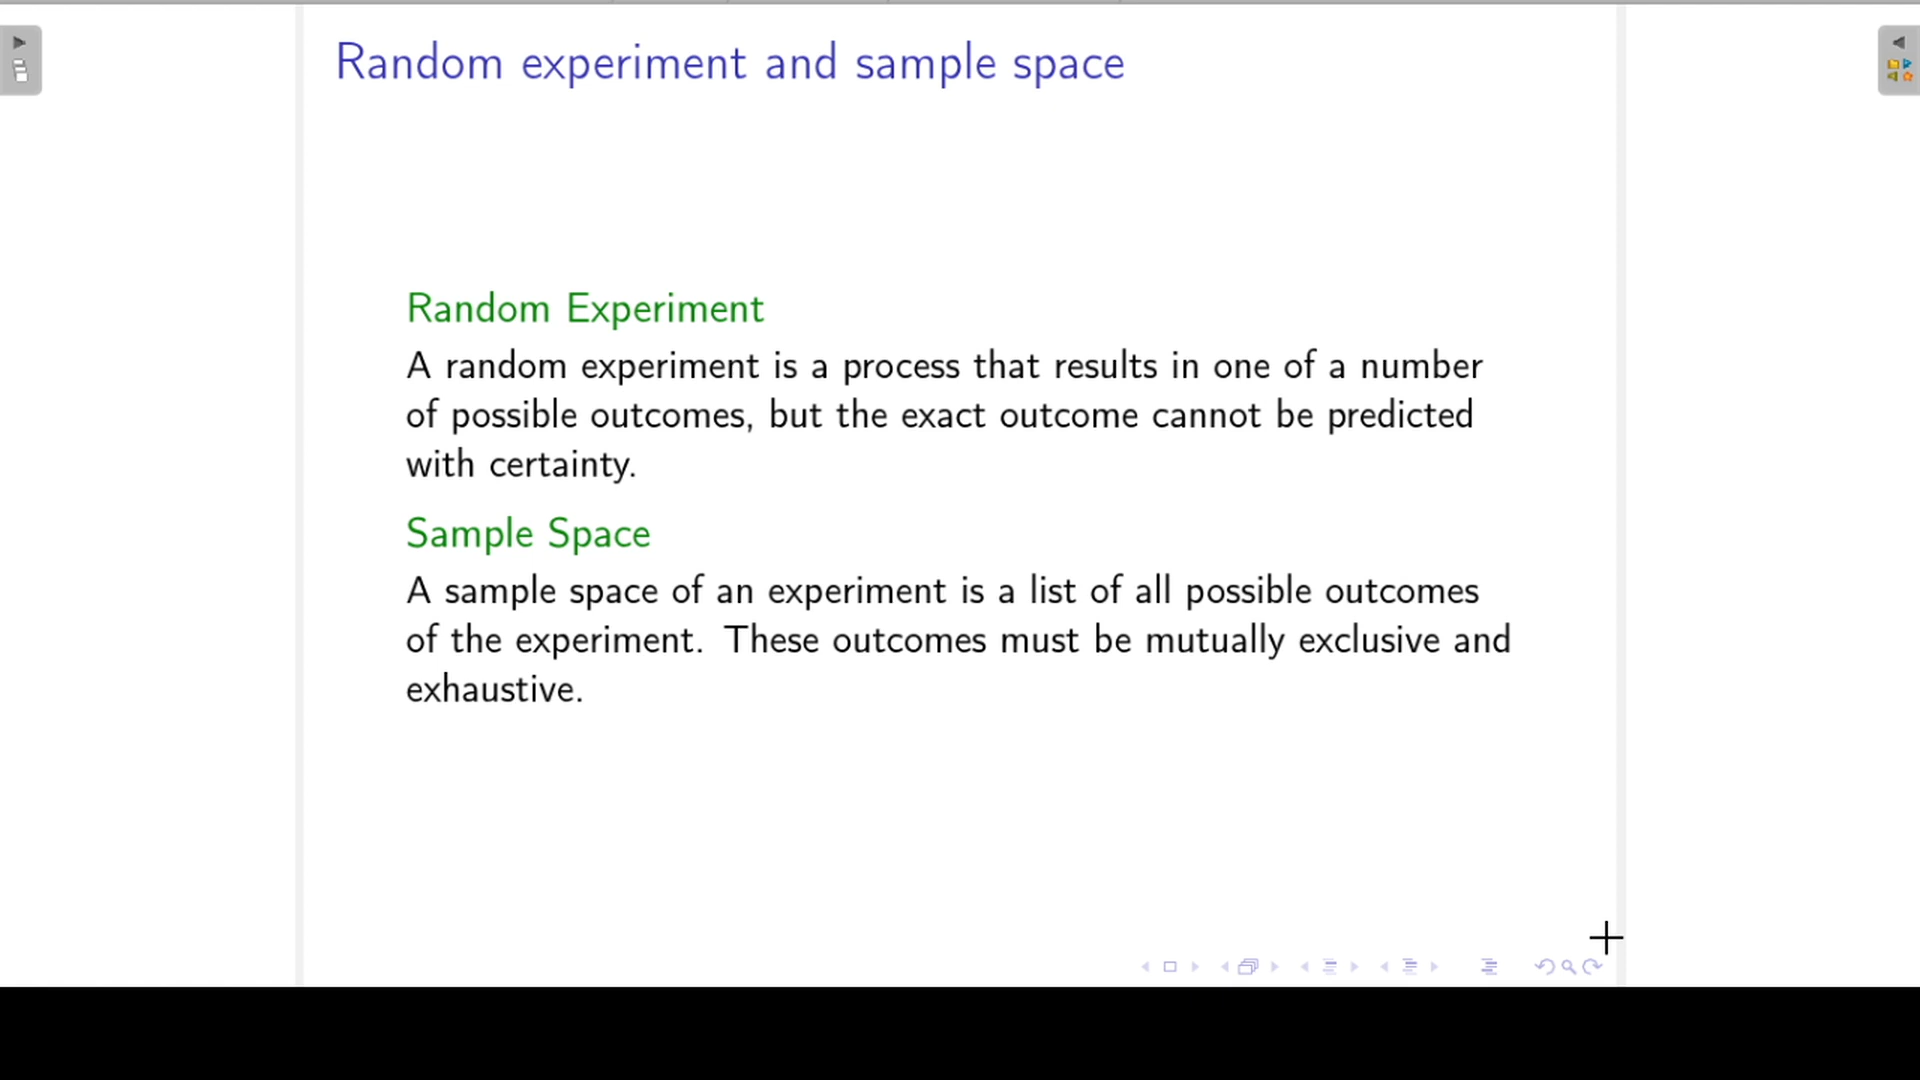 Random experiment and sample space
Random Experiment
A random experiment is a process that results in one of a number
of possible outcomes, but the exact outcome cannot be predicted
with certainty.
Sample Space
A sample space of an experiment is a list of all possible outcomes
of the experiment. These outcomes must be mutually exclusive and
exhaustive.